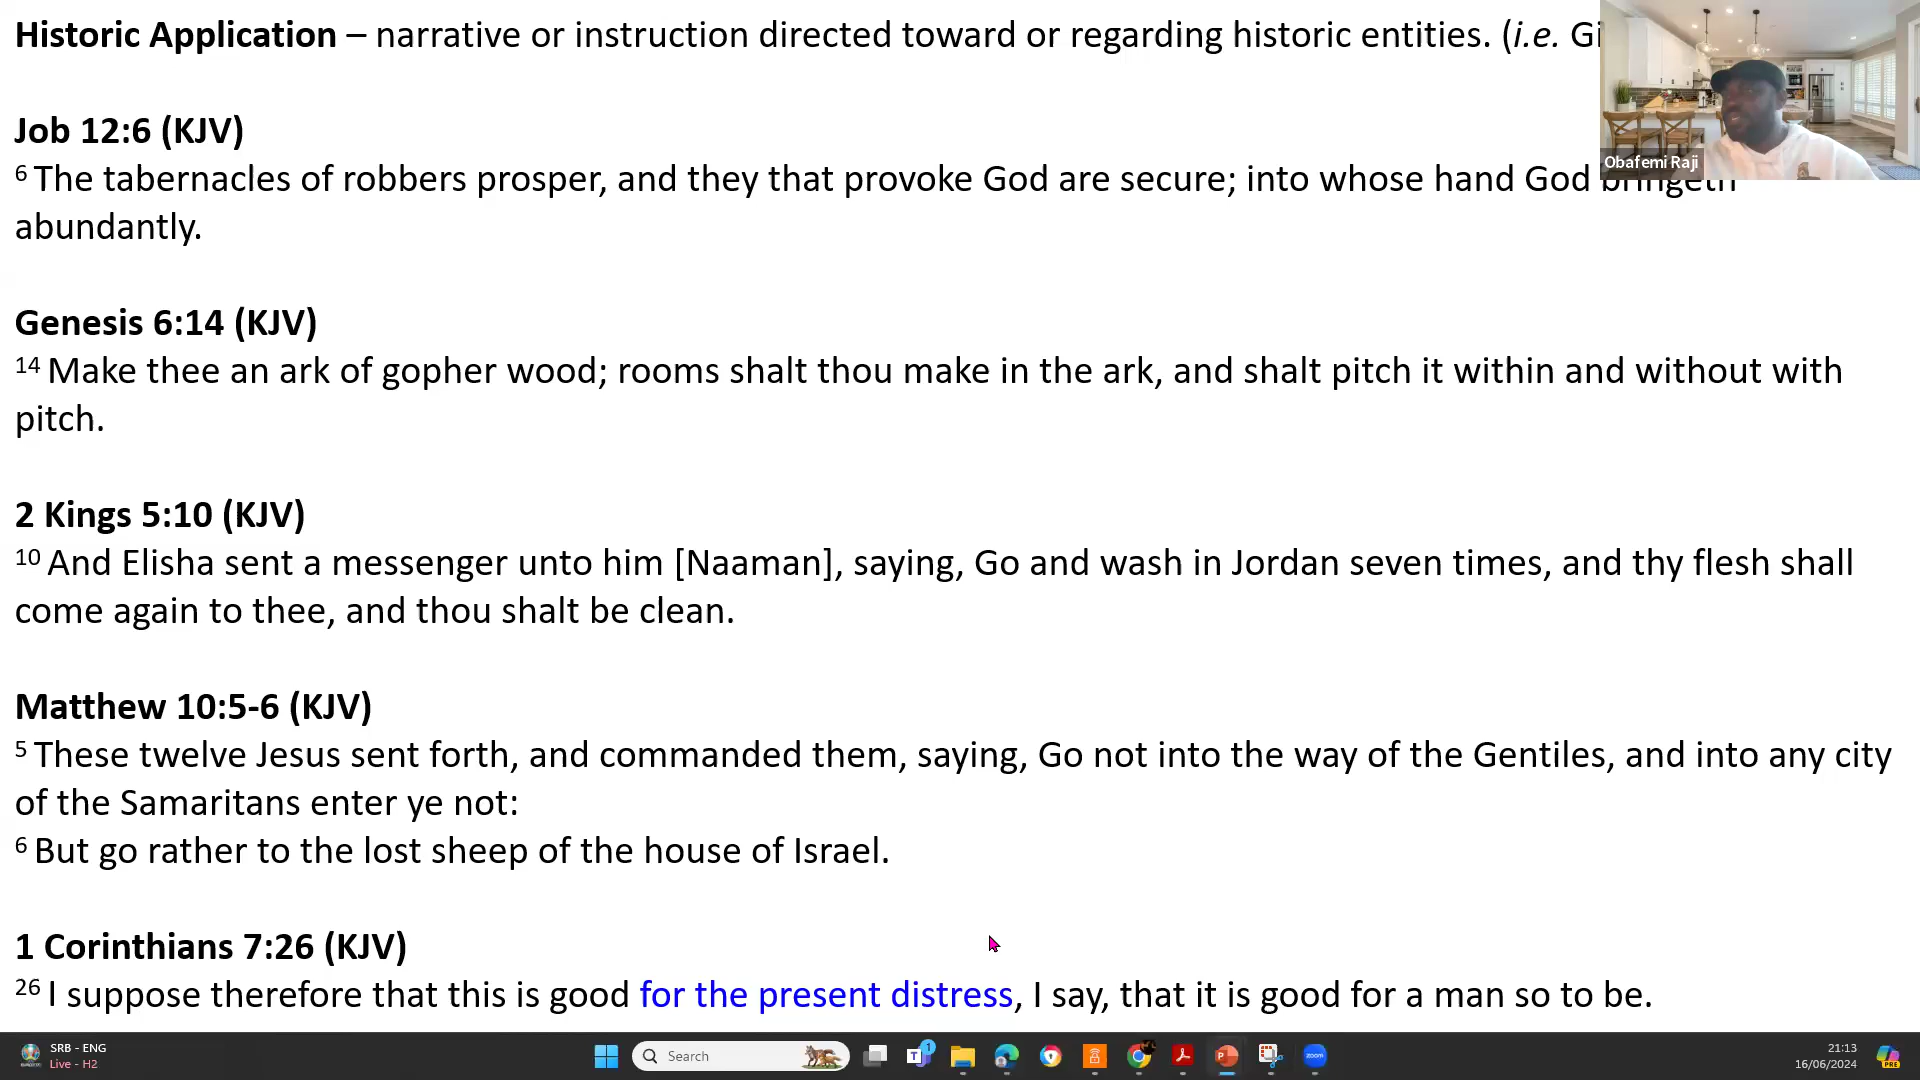 Historic Application – narrative or instruction directed toward or regarding historic entities. (i.e.
Obafemi Raji
Job 12:6 (KJV)
6 The tabernacles of robbers prosper, and they that provoke God are secure; into whose hand God bringeth
abundantly.
Genesis 6:14 (KJV)
14 Make thee an ark of gopher wood; rooms shalt thou make in the ark, and shalt pitch it within and without with
pitch.
2 Kings 5:10 (KJV)
10 And Elisha sent a messenger unto him [Naaman], saying, Go and wash in Jordan seven times, and thy flesh shall
come again to thee, and thou shalt be clean.
Matthew 10:5-6 (KJV)
5 These twelve Jesus sent forth, and commanded them, saying, Go not into the way of the Gentiles, and into any city
of the Samaritans enter ye not:
6 But go rather to the lost sheep of the house of Israel.
1 Corinthians 7:26 (KJV)
26 I suppose therefore that this is good for the present distress, I say, that it is good for a man so to be.
SRB - ENG
Live - H2
Search
1
zoom
21:13
16/06/2024
PRE